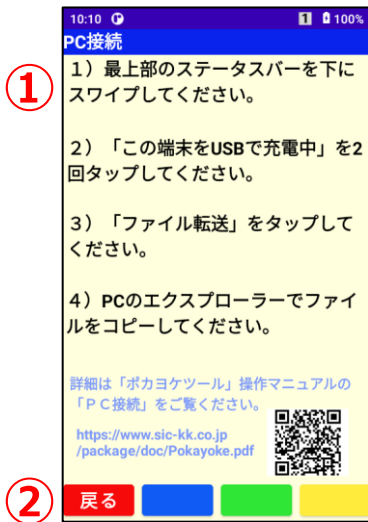 10:10 1 100%
PC接続
①
1）最上部のステータスバーを下に
スワイプしてください。
2）「この端末をUSBで充電中」を2
回タップしてください。
3）「ファイル転送」をタップして
ください。
4）PCのエクスプローラーでファイ
ルをコピーしてください。
詳細は「ポカヨケツール」操作マニュアルの
「ＰＣ接続」をご覧ください。
https://www.sic-kk.co.jp
/package/doc/Pokayoke.pdf
②
戻る